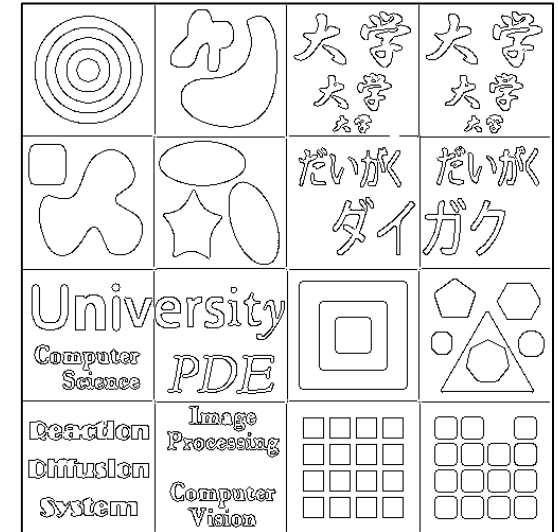 大学 大学
大学 大学
大学 大学
だいがく だいがく
ダイガク
University
Computer
Science
PDE
Reaction
Diffusion
System
Image
Processing
Computer
Vision